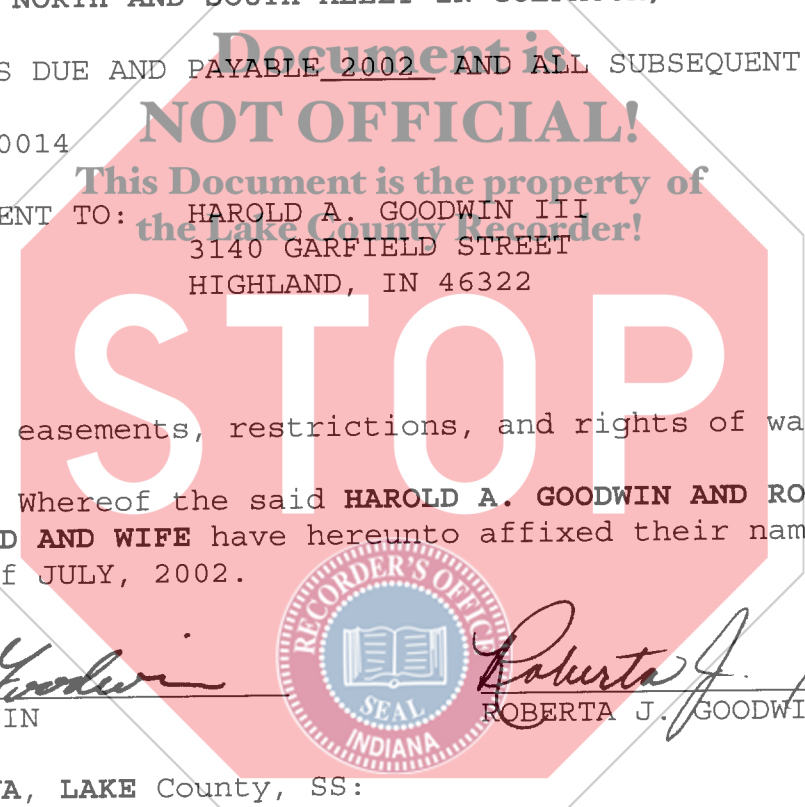 NORTH AND SOUTH ALLEY IN
Document is
S DUE AND PAYABLE 2002 AND ALL SUBSEQUENT
NOT OFFICIAL!
0014
This Document is the property of
ENT TO: HAROLD A. GOODWIN III
the Lake County Recorder!
3140 GARFIELD STREET
HIGHLAND, IN 46322
STOP
easements, restrictions, and rights of wa
Whereof the said HAROLD A. GOODWIN AND RO
D AND WIFE have hereunto affixed their nam
f JULY, 2002.
RECORDER'S OFFICE
SEAL
INDIANA
Goodwin
Roberta J.
IN
ROBERTA J. GOODWI
A, LAKE County, SS: